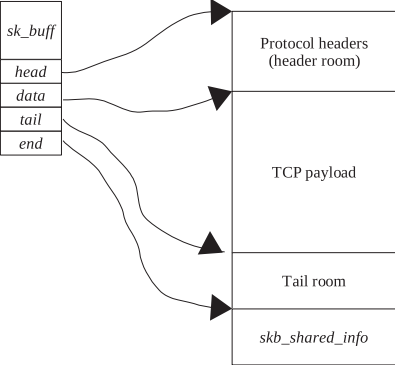 sk_buff
head
data
tail
end
Protocol headers
(header room)
TCP payload
Tail room
skb_shared_info